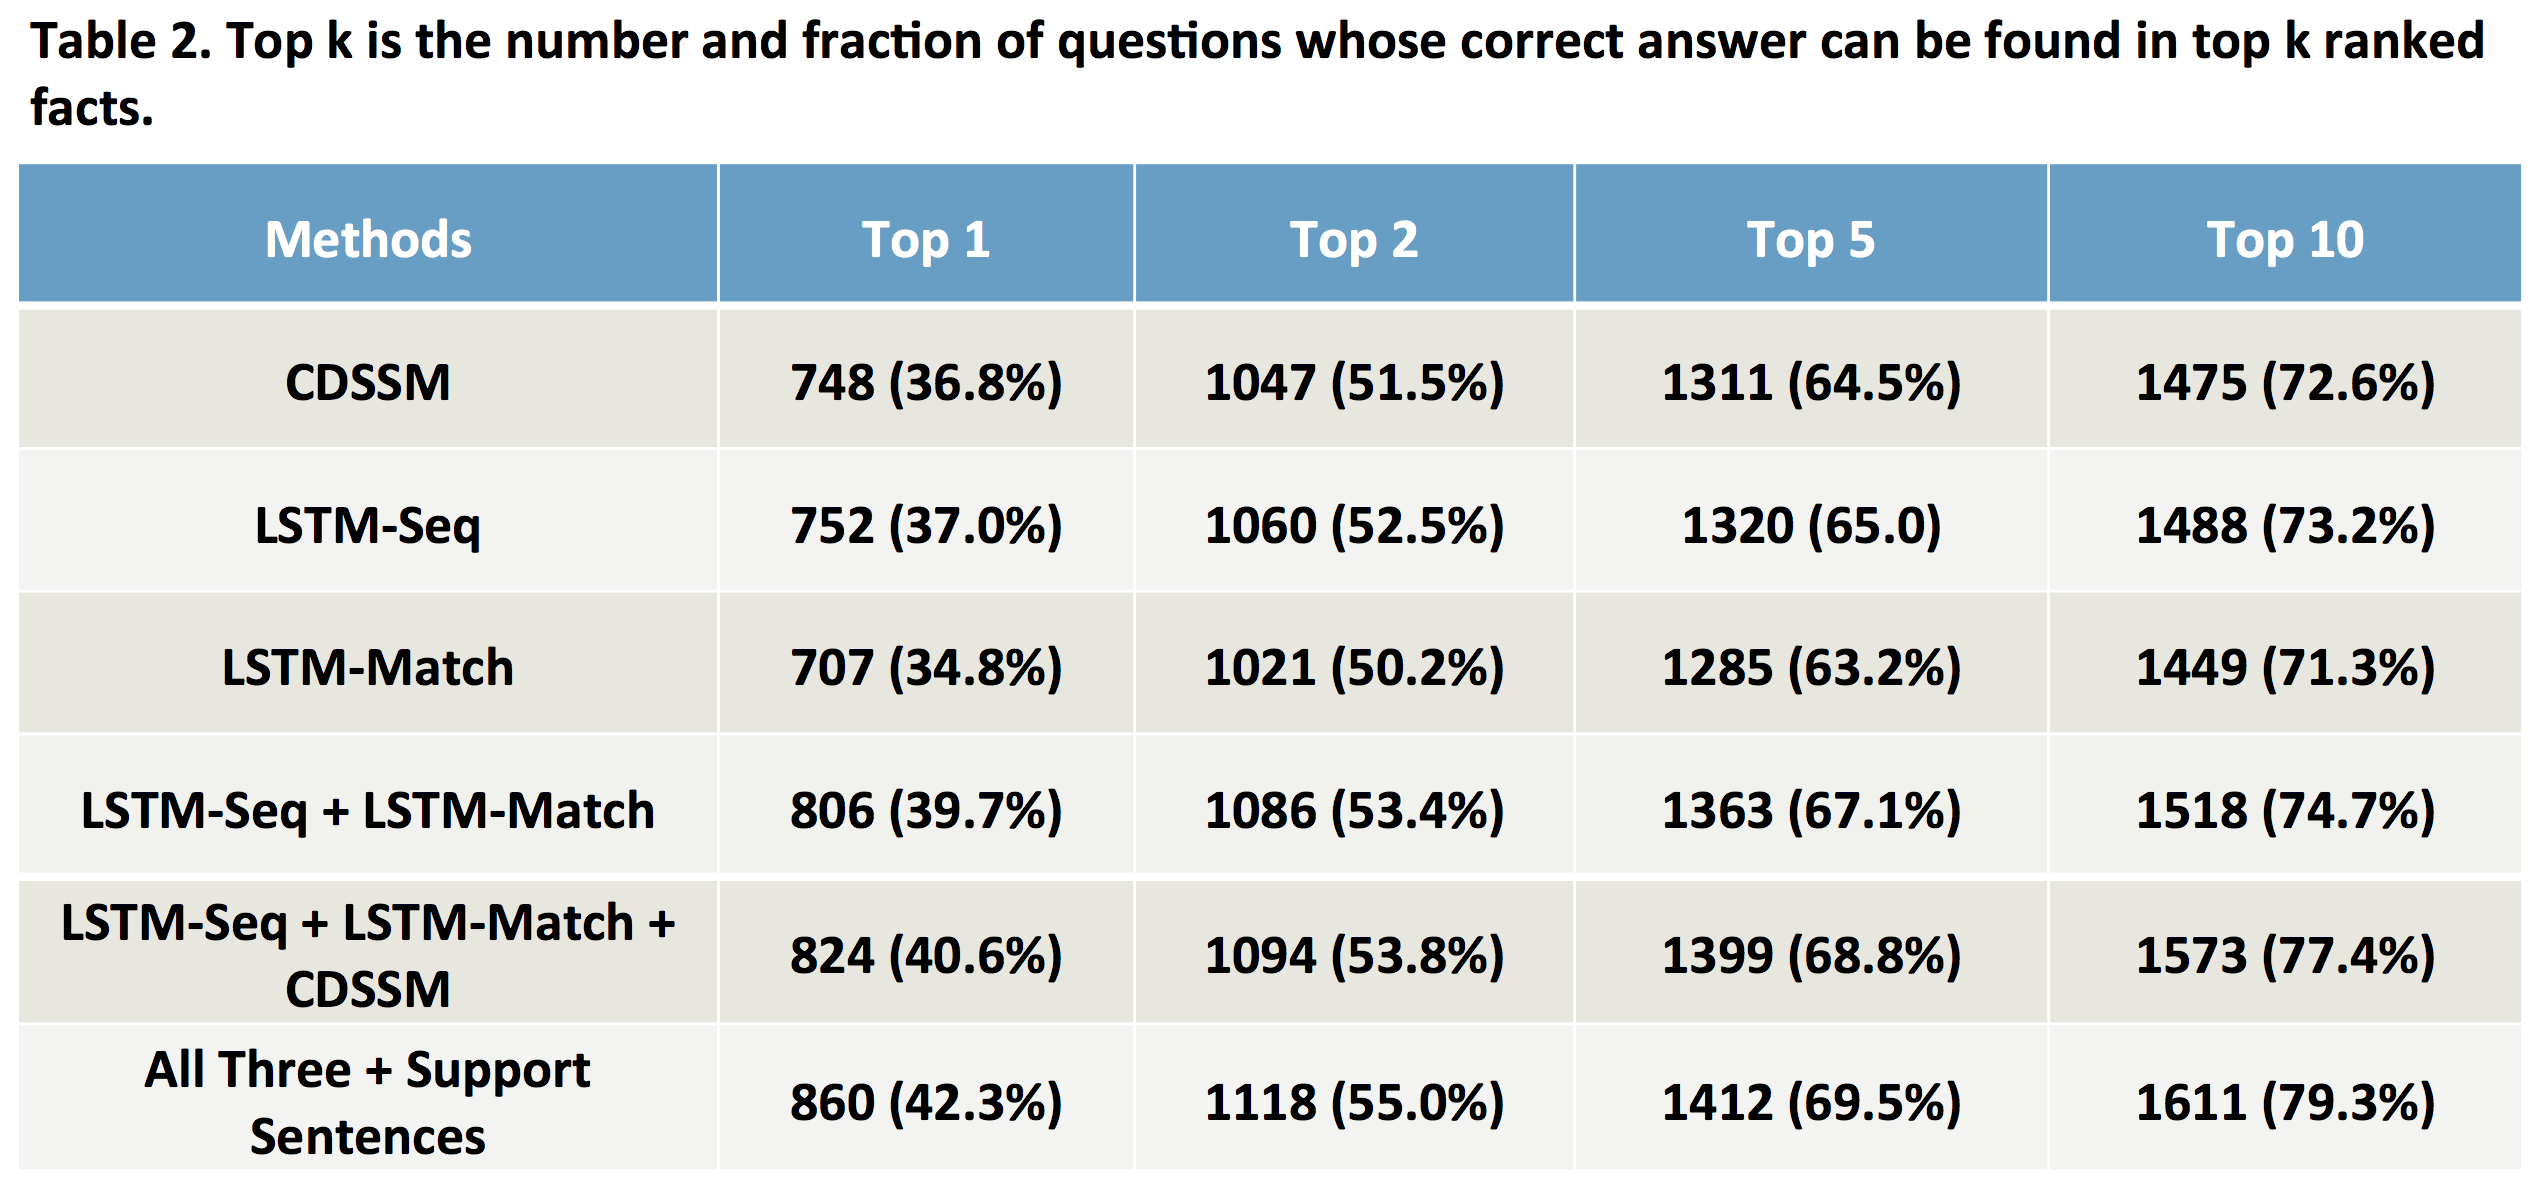 Table 2. Top k is the number and fraction of questions whose correct answer can be found in top k ranked
facts.
Methods Top 1 Top 2 Top 5 Top 10
CDSSM 748 (36.8%) 1047 (51.5%) 1311 (64.5%) 1475 (72.6%)
LSTM-Seq 752 (37.0%) 1060 (52.5%) 1320 (65.0) 1488 (73.2%)
LSTM-Match 707 (34.8%) 1021 (50.2%) 1285 (63.2%) 1449 (71.3%)
LSTM-Seq + LSTM-Match 806 (39.7%) 1086 (53.4%) 1363 (67.1%) 1518 (74.7%)
LSTM-Seq + LSTM-Match +
CDSSM 824 (40.6%) 1094 (53.8%) 1399 (68.8%) 1573 (77.4%)
All Three + Support
Sentences 860 (42.3%) 1118 (55.0%) 1412 (69.5%) 1611 (79.3%)